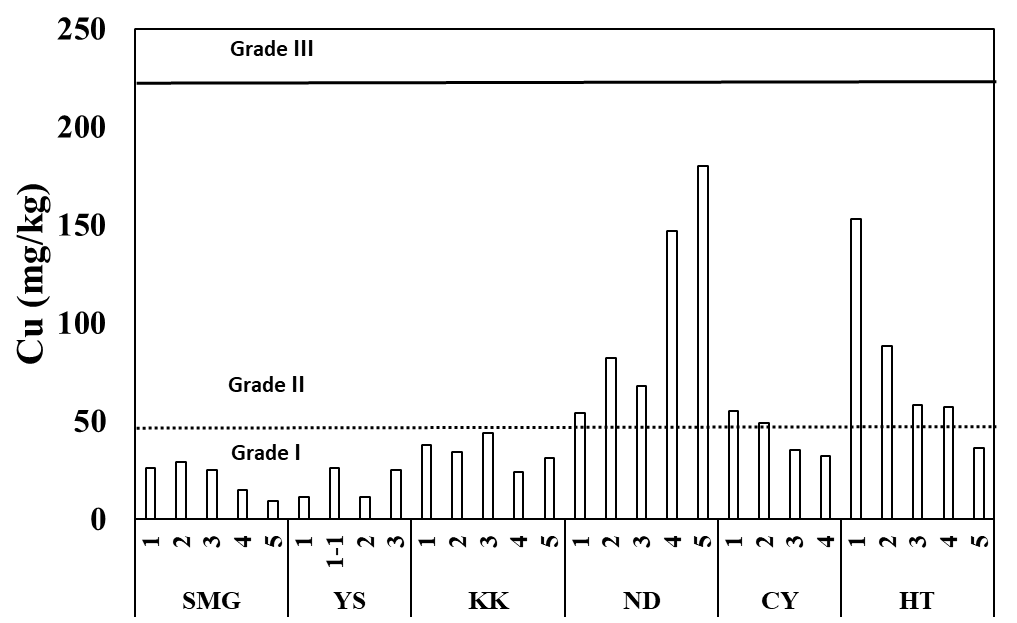 250
Grade III
200
150
Cu (mg/kg)
100
Grade II
50
Grade I
0
1 2 3 4 5 1 1-1 2 3 1 2 3 4 5 1 2 3 4 5 1 2 3 4 1 2 3 4 5
SMG YS KK ND CY HT